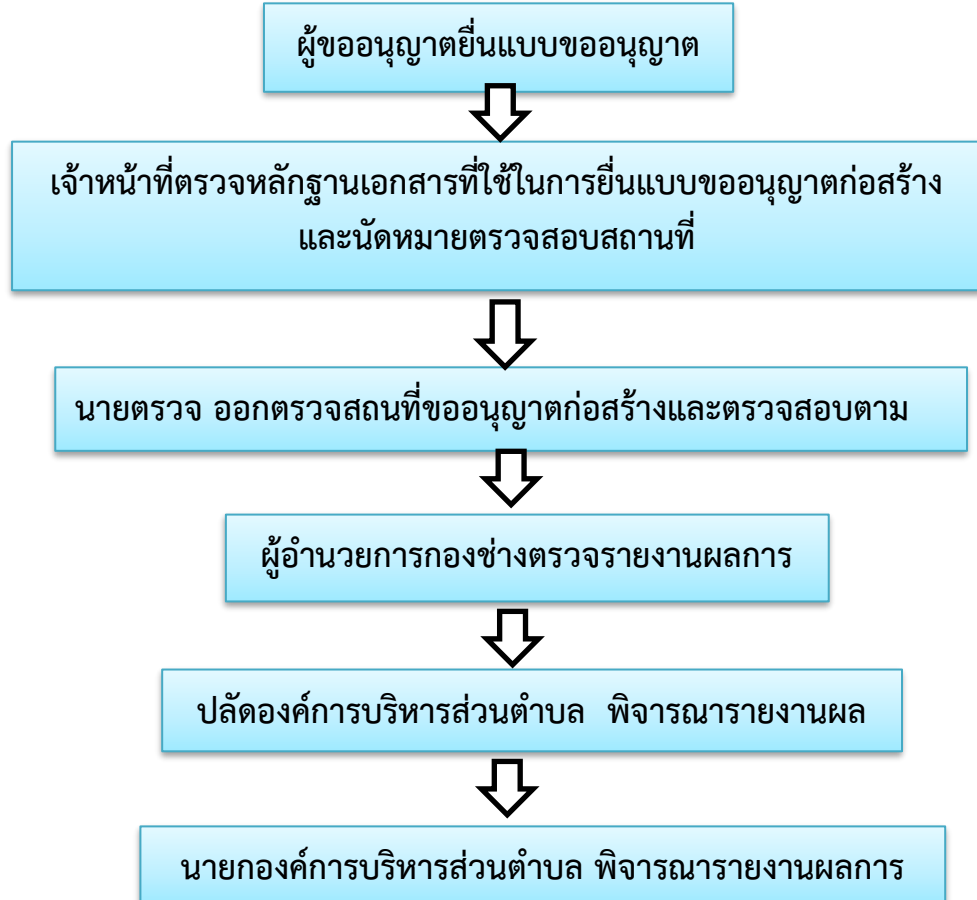 ผู้ขออนุญาตยื่นแบบขออนุญาต
เจ้าหน้าที่ตรวจหลักฐานเอกสารที่ใช้ในการยื่นแบบขออนุญาตก่อสร้าง
และนัดหมายตรวจสอบสถานที่
นายตรวจ ออกตรวจสถนที่ขออนุญาตก่อสร้างและตรวจสอบตาม
ผู้อำนวยการกองช่างตรวจรายงานผลการ
ปลัดองค์การบริหารส่วนตำบล พิจารณารายงานผล
นายกองค์การบริหารส่วนตำบล พิจารณารายงานผลการ